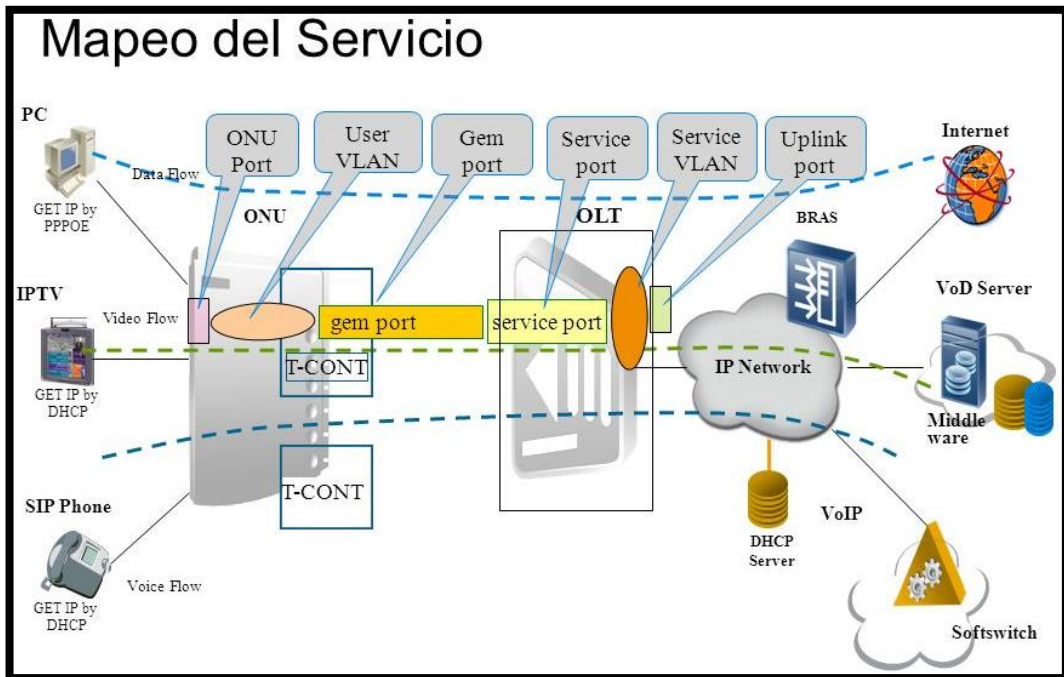 Mapeo del Servicio
PC
ONU
Port
User
VLAN
Gem
port
Service
port
Service
VLAN
Uplink
port
Internet
Data Flow
GET IP by
PPPOE
ONU
OLT
BRAS
IPTV
Video Flow
gem port
service port
VoD Server
T-CONT
IP Network
GET IP by
DHCP
Middle
ware
T-CONT
SIP Phone
VoIP
DHCP
Server
Voice Flow
GET IP by
DHCP
Softswitch